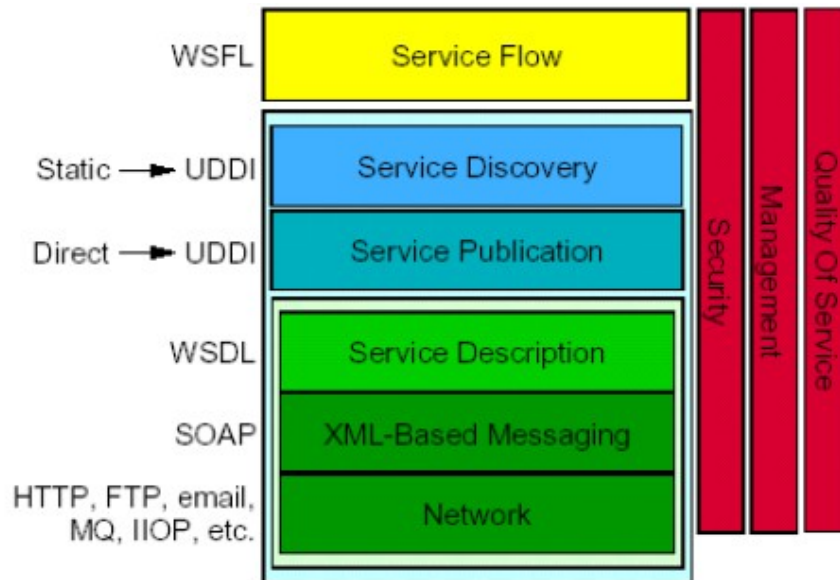 WSFL Service Flow
Static → UDDI Service Discovery
Direct → UDDI Service Publication
WSDL Service Description
SOAP XML-Based Messaging
HTTP, FTP, email,
MQ, IIOP, etc.
Network
Security
Management
Quality Of Service